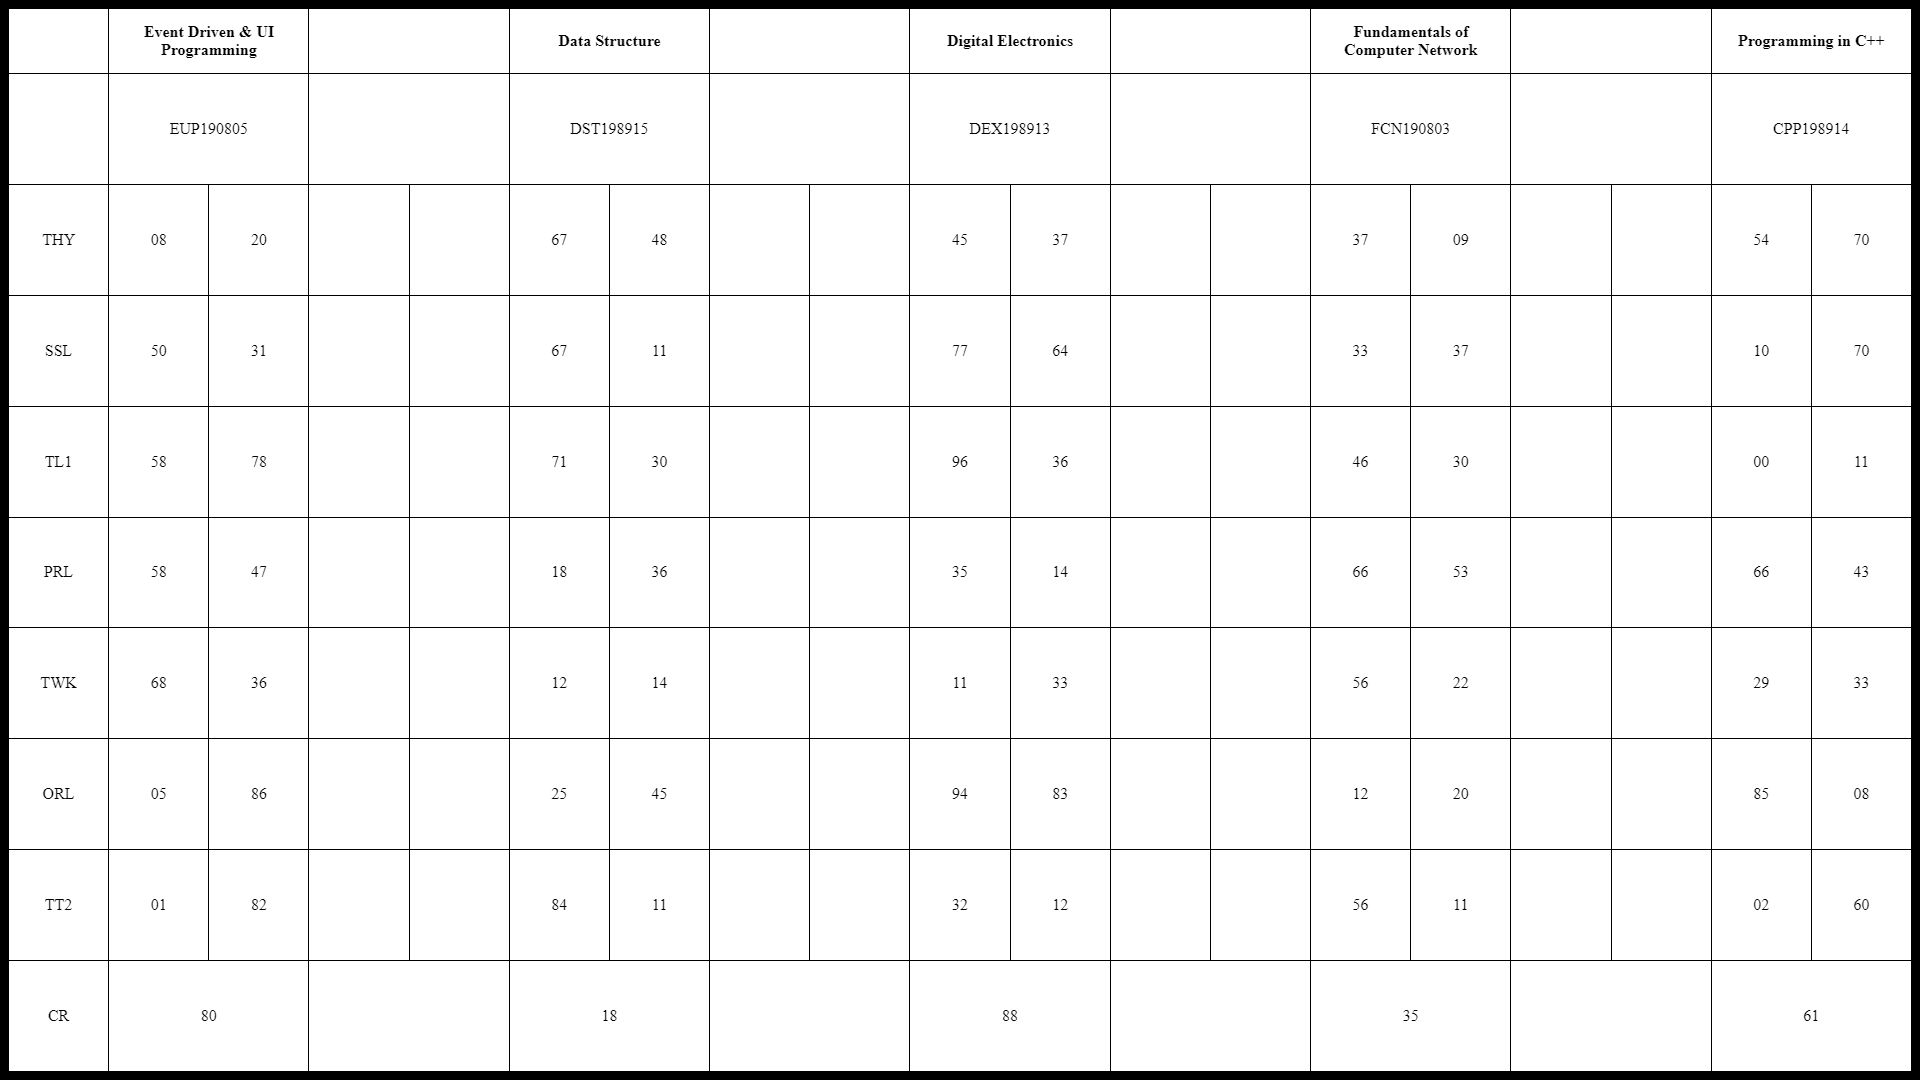 Event Driven & UI
Programming
Data Structure
Digital Electronics
Fundamentals of
Computer Network
Programming in C++
EUP190805 DST198915 DEX198913 FCN190803 CPP198914
THY 08 20 67 48 45 37 37 09 54 70
SSL 50 31 67 11 77 64 33 37 10 70
TL1 58 78 71 30 96 36 46 30 00 11
PRL 58 47 18 36 35 14 66 53 66 43
TWK 68 36 12 14 11 33 56 22 29 33
ORL 05 86 25 45 94 83 12 20 85 08
TT2 01 82 84 11 32 12 56 11 02 60
CR 80 18 88 35 61